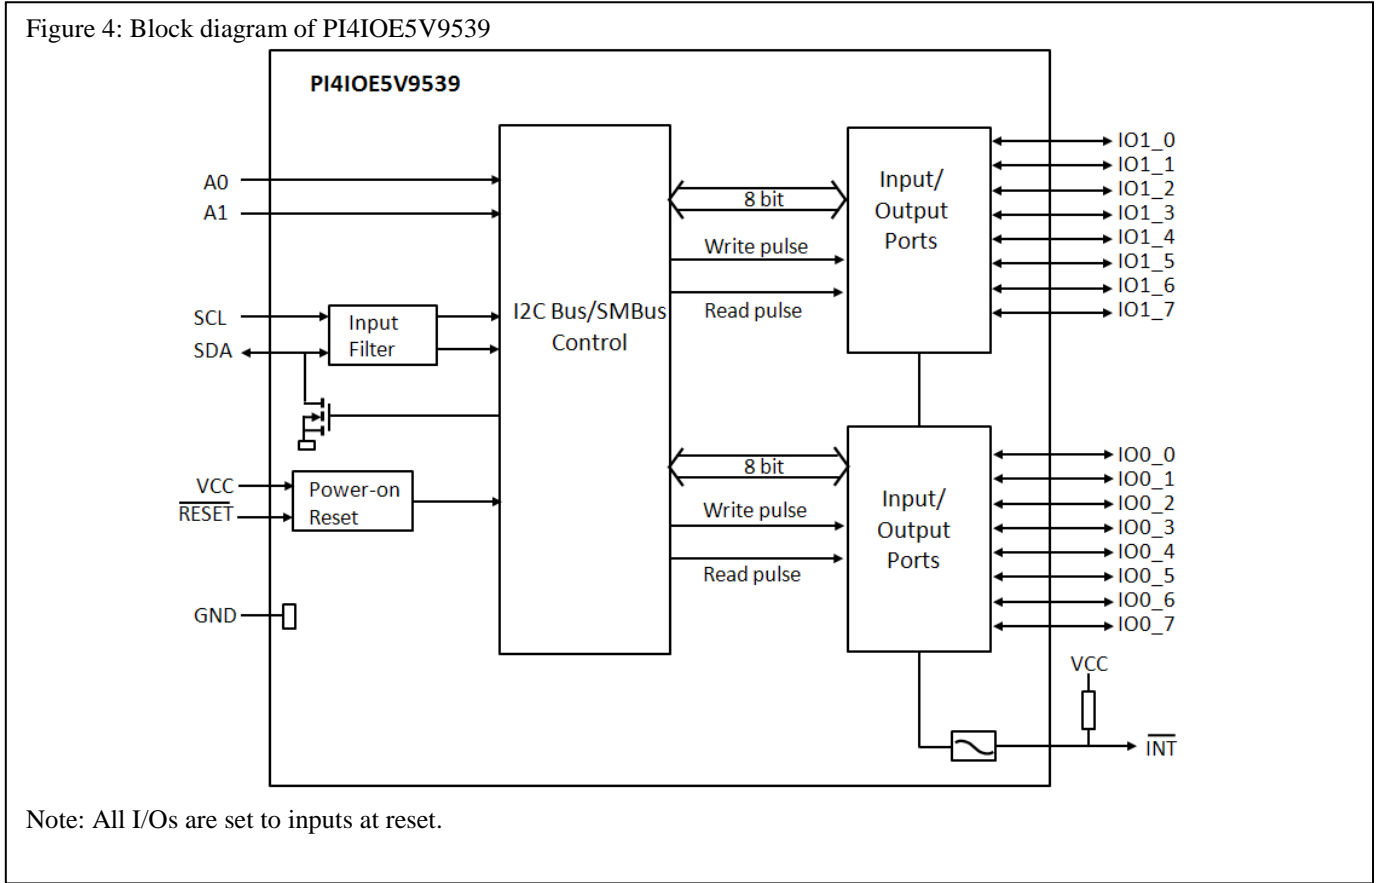 Figure 4: Block diagram of PI4IOE5V9539
PI4IOE5V9539
A0
A1
SCL
SDA
VCC
RESET
GND
Input
Filter
Power-on
Reset
I2C Bus/SMBus
Control
8 bit
Write pulse
Read pulse
8 bit
Write pulse
Read pulse
Input/
Output
Ports
Input/
Output
Ports
IO1_0
IO1_1
IO1_2
IO1_3
IO1_4
IO1_5
IO1_6
IO1_7
IO0_0
IO0_1
IO0_2
IO0_3
IO0_4
IO0_5
IO0_6
IO0_7
VCC
INT
Note: All I/Os are set to inputs at reset.